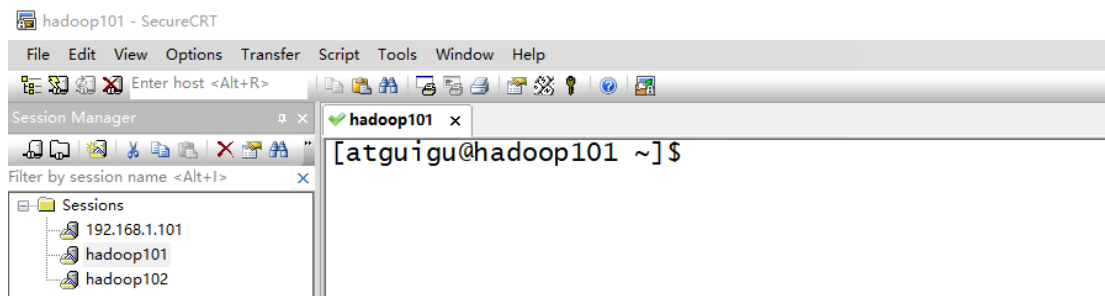 hadoop101 - SecureCRT
File Edit View Options Transfer Script Tools Window Help
Enter host <Alt+R>
Session Manager
hadoop101
Filter by session name <Alt+I>
[atguigu@hadoop101 ~]$
Sessions
192.168.1.101
hadoop101
hadoop102